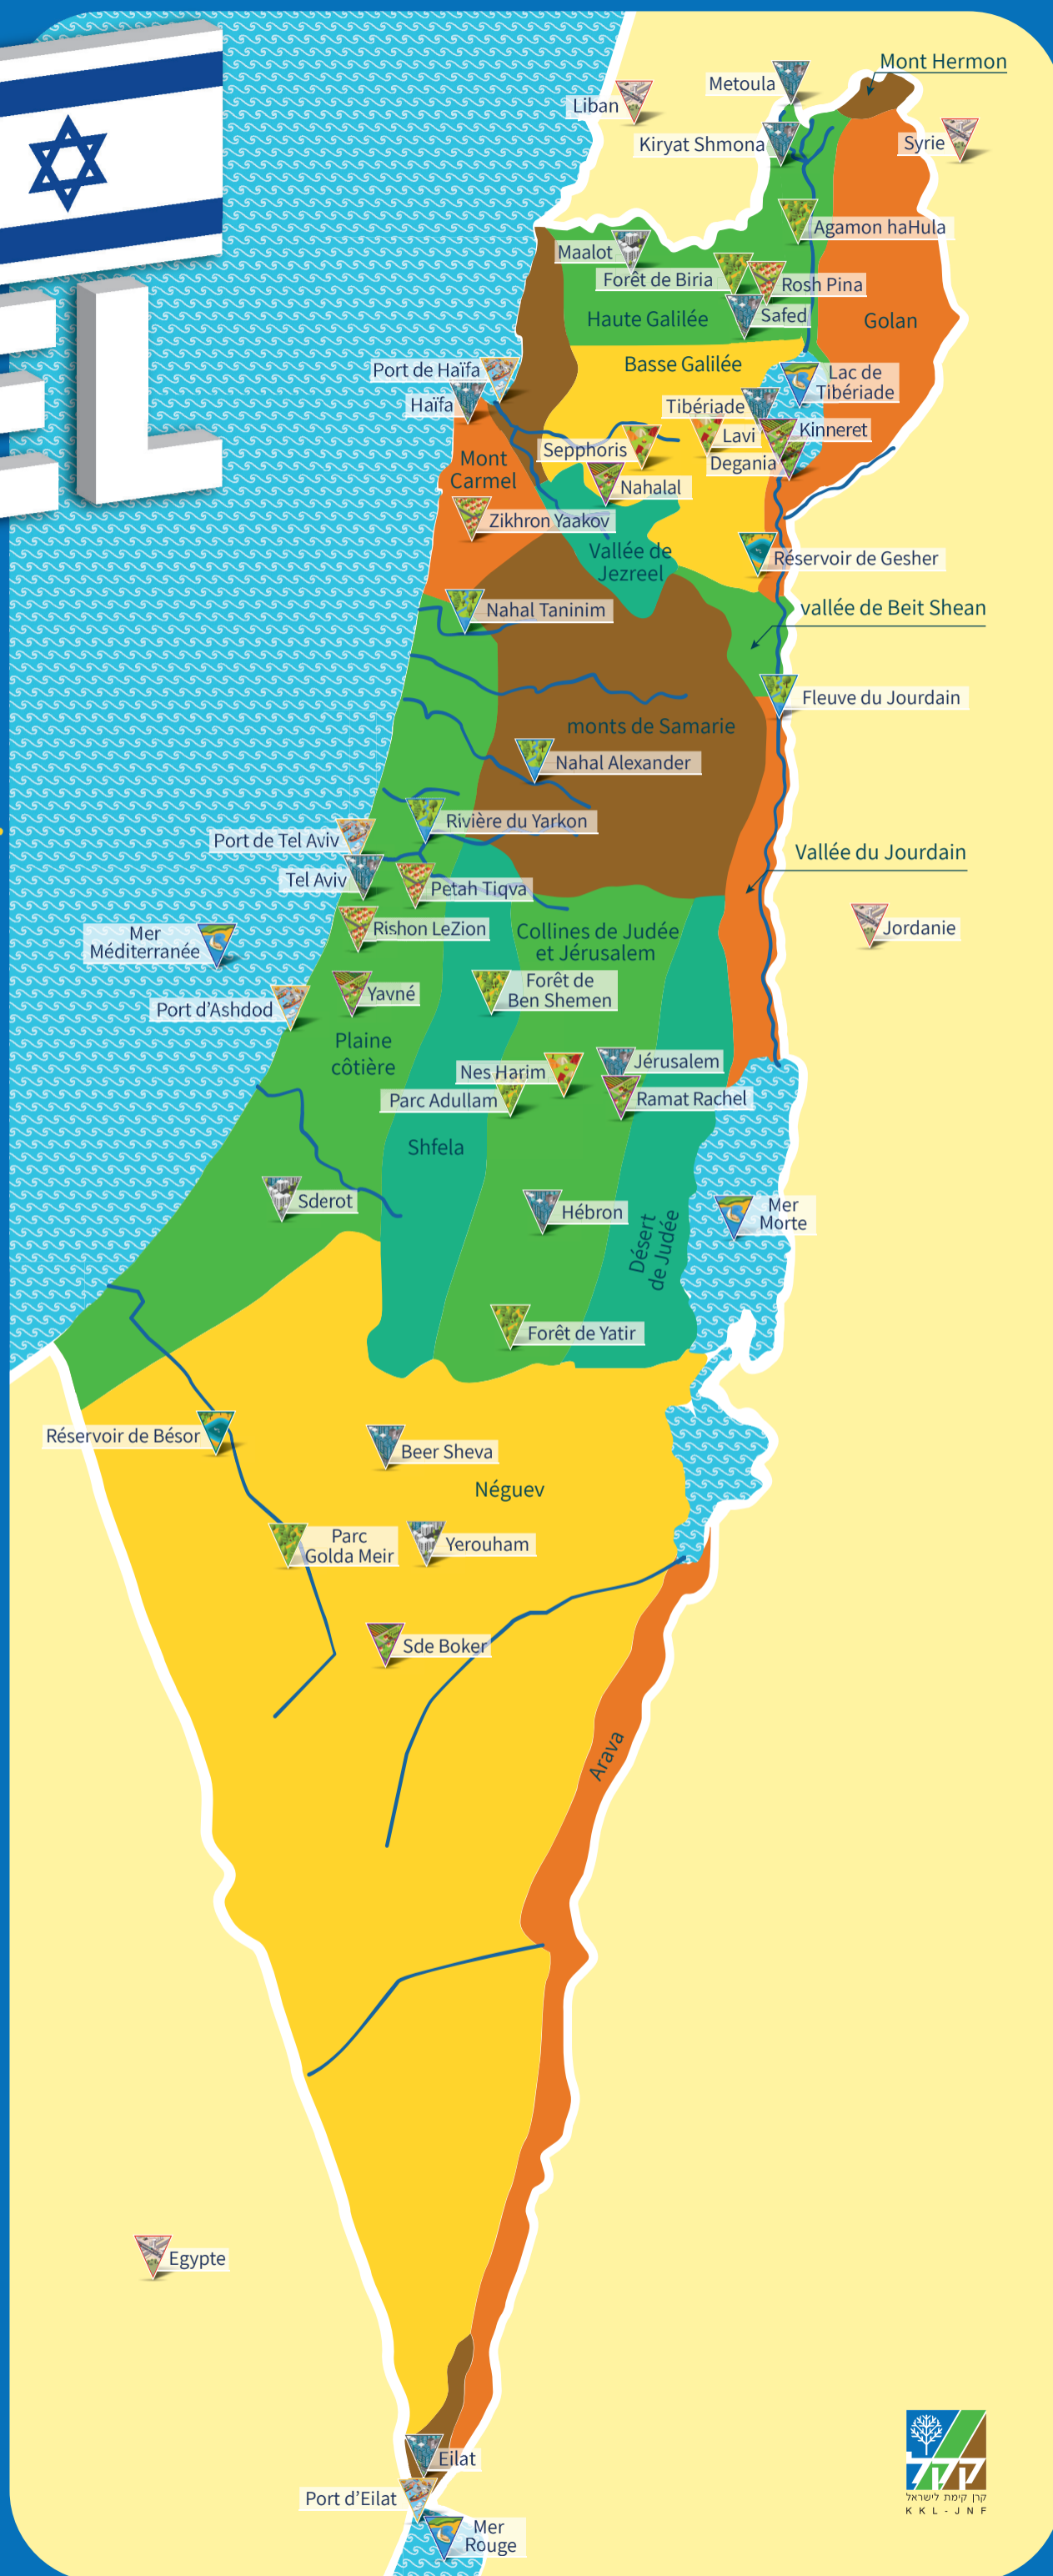 EL
Mont Hermon
Metoula
Liban
Kiryat Shmona
Syrie
Agamon haHula
Maalot
Forêt de Biria
Rosh Pina
Haute Galilée
Safed
Golan
Basse Galilée
Port de Haïfa
Lac de
Tibériade
Haïfa
Tibériade
Kinneret
Lavi
Sepphoris
Degania
Mont
Carmel
Nahalal
Zikhron Yaakov
Vallée de
Jezreel
Réservoir de Gesher
Nahal Taninim
vallée de Beit Shean
Fleuve du Jourdain
monts de Samarie
Nahal Alexander
Rivière du Yarkon
Port de Tel Aviv
Vallée du Jourdain
Tel Aviv
Petah Tiqva
Rishon LeZion
Collines de Judée
et Jérusalem
Jordanie
Mer
Méditerranée
Forêt de
Ben Shemen
Yavné
Port d’Ashdod
Plaine
côtière
Jérusalem
Nes Harim
Parc Adullam
Ramat Rachel
Shfela
Sderot
Hébron
Mer
Morte
Désert
de Judée
Forêt de Yatir
Réservoir de Bésor
Beer Sheva
Néguev
Parc
Golda Meir
Yerouham
Sde Boker
Arava
Egypte
Eilat
Port d’Eilat
Mer
Rouge
קקל
קרן קימת לישראל
KKL-JNF